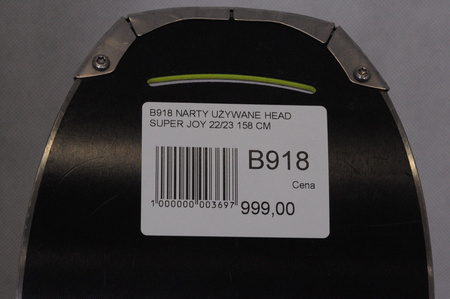 B918 NARTY UŻYWANE HEAD
SUPER JOY 22/23 158 CM
B918
Cena
1 000000 003697
999,00